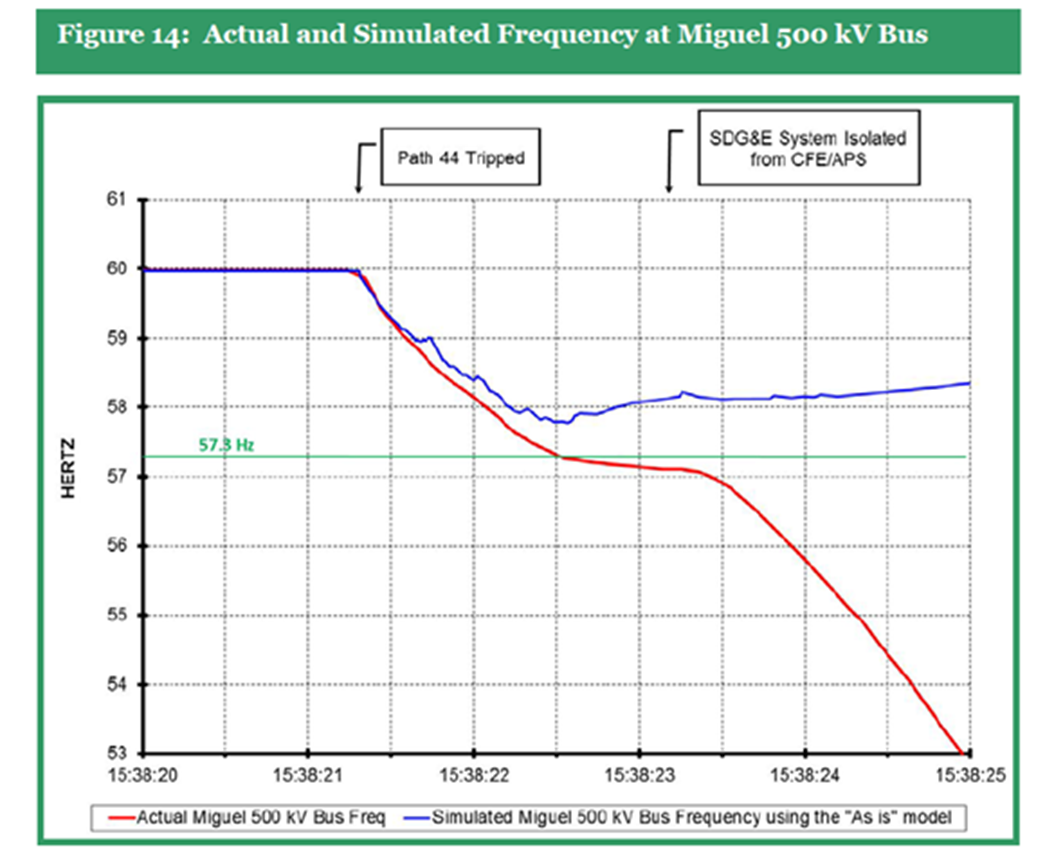 Figure 14:  Actual and Simulated Frequency at Miguel 500 kV Bus
Path 44 Tripped
SDG&E System Isolated
from CFE/APS
61
60
59
58
57.3 Hz
57
56
55
54
53
HERTZ
15:38:20
15:38:21
15:38:22
15:38:23
15:38:24
15:38:25
Actual Miguel 500 kV Bus Freq
Simulated Miguel 500 kV Bus Frequency using the "As is" model